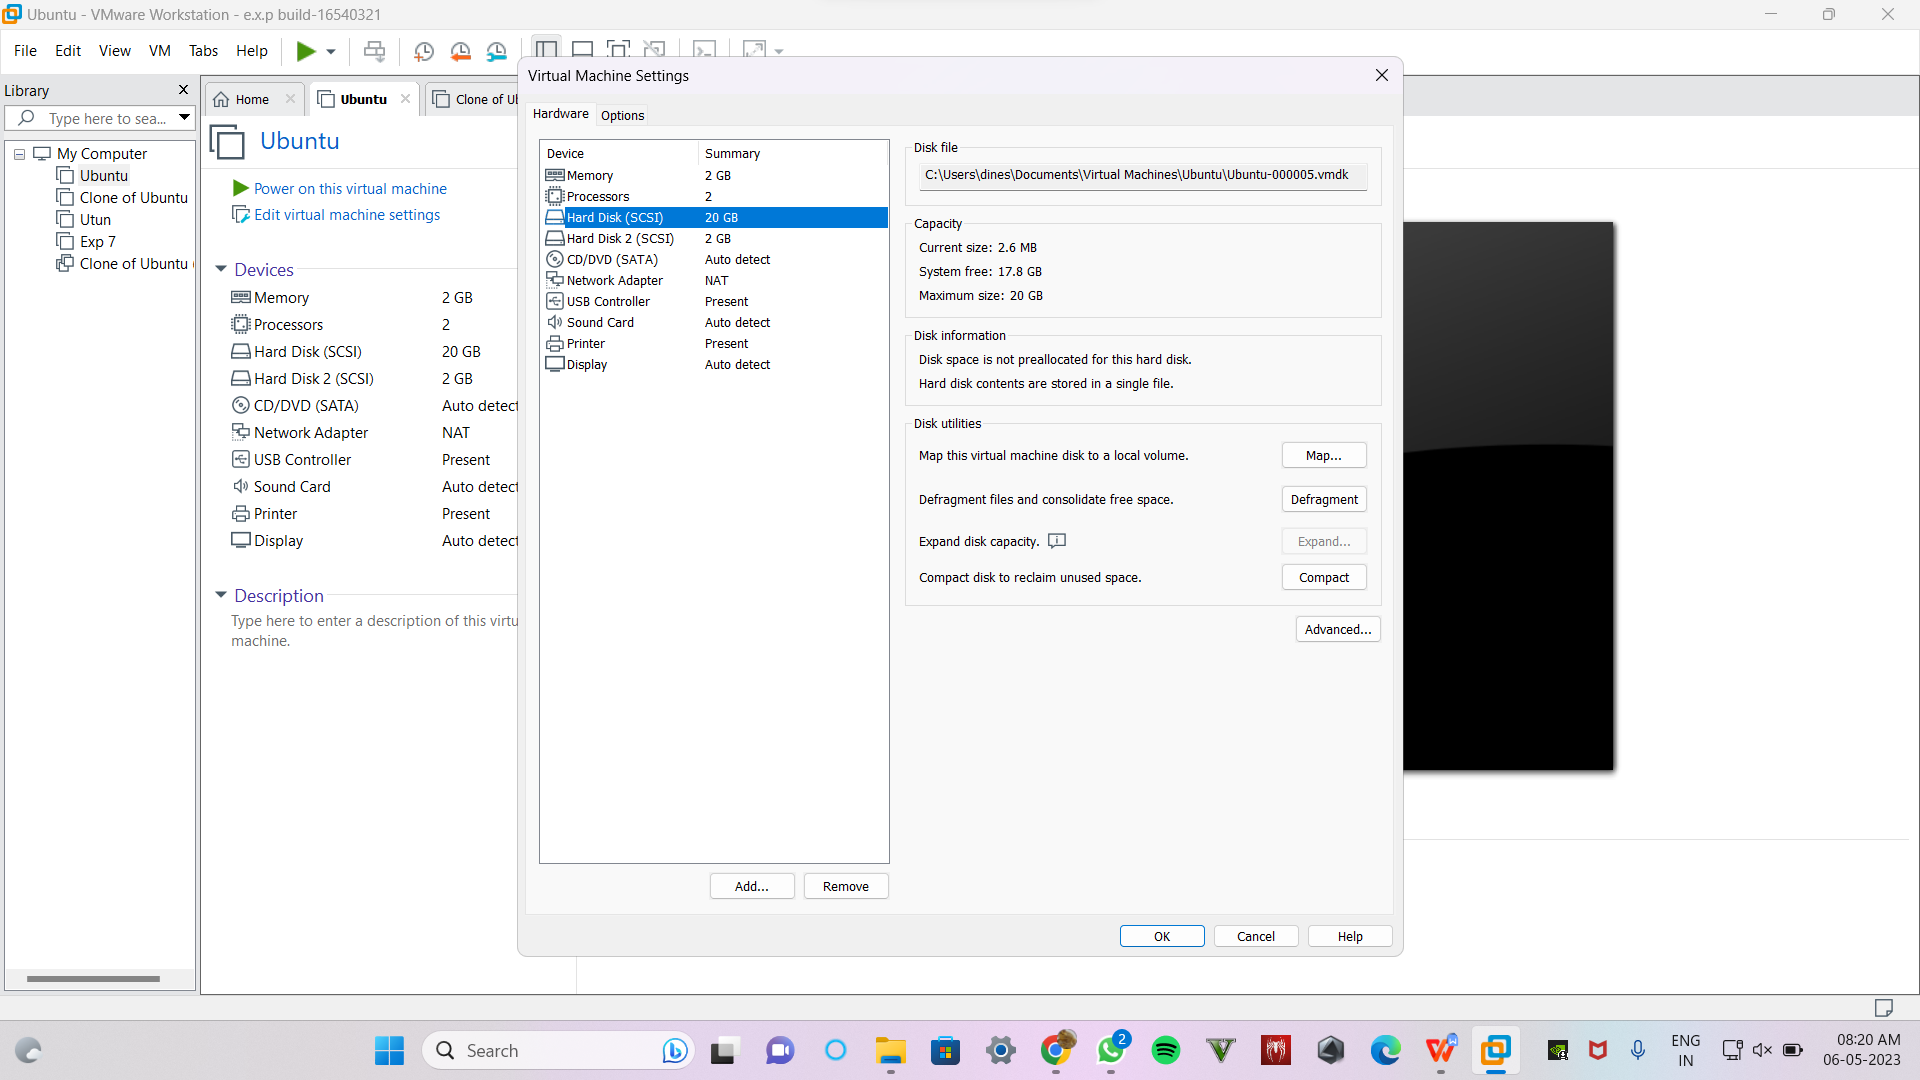 Ubuntu - VMware Workstation - e.x.p build-16540321
File Edit View VM Tabs Help
Library
Type here to sea...
My Computer
Ubuntu
Clone of Ubuntu
Utun
Exp 7
Clone of Ubuntu
Home
Ubuntu
Clone of Ul
Ubuntu
Power on this virtual machine
Edit virtual machine settings
Devices
Memory 2 GB
Processors 2
Hard Disk (SCSI) 20 GB
Hard Disk 2 (SCSI) 2 GB
CD/DVD (SATA) Auto detect
Network Adapter NAT
USB Controller Present
Sound Card Auto detect
Printer Present
Display Auto detect
Description
Type here to enter a description of this virtu
machine.
Virtual Machine Settings
Hardware Options
Device Summary
Memory 2 GB
Processors 2
Hard Disk (SCSI) 20 GB
Hard Disk 2 (SCSI) 2 GB
CD/DVD (SATA) Auto detect
Network Adapter NAT
USB Controller Present
Sound Card Auto detect
Printer Present
Display Auto detect
Add... Remove
Disk file
C:\Users\dines\Documents\Virtual Machines\Ubuntu\Ubuntu-000005.vmdk
Capacity
Current size: 2.6 MB
System free: 17.8 GB
Maximum size: 20 GB
Disk information
Disk space is not preallocated for this hard disk.
Hard disk contents are stored in a single file.
Disk utilities
Map this virtual machine disk to a local volume. Map...
Defragment files and consolidate free space. Defragment
Expand disk capacity. Expand...
Compact disk to reclaim unused space. Compact
Advanced...
OK Cancel Help
Search
2
ENG
IN
08:20 AM
06-05-2023